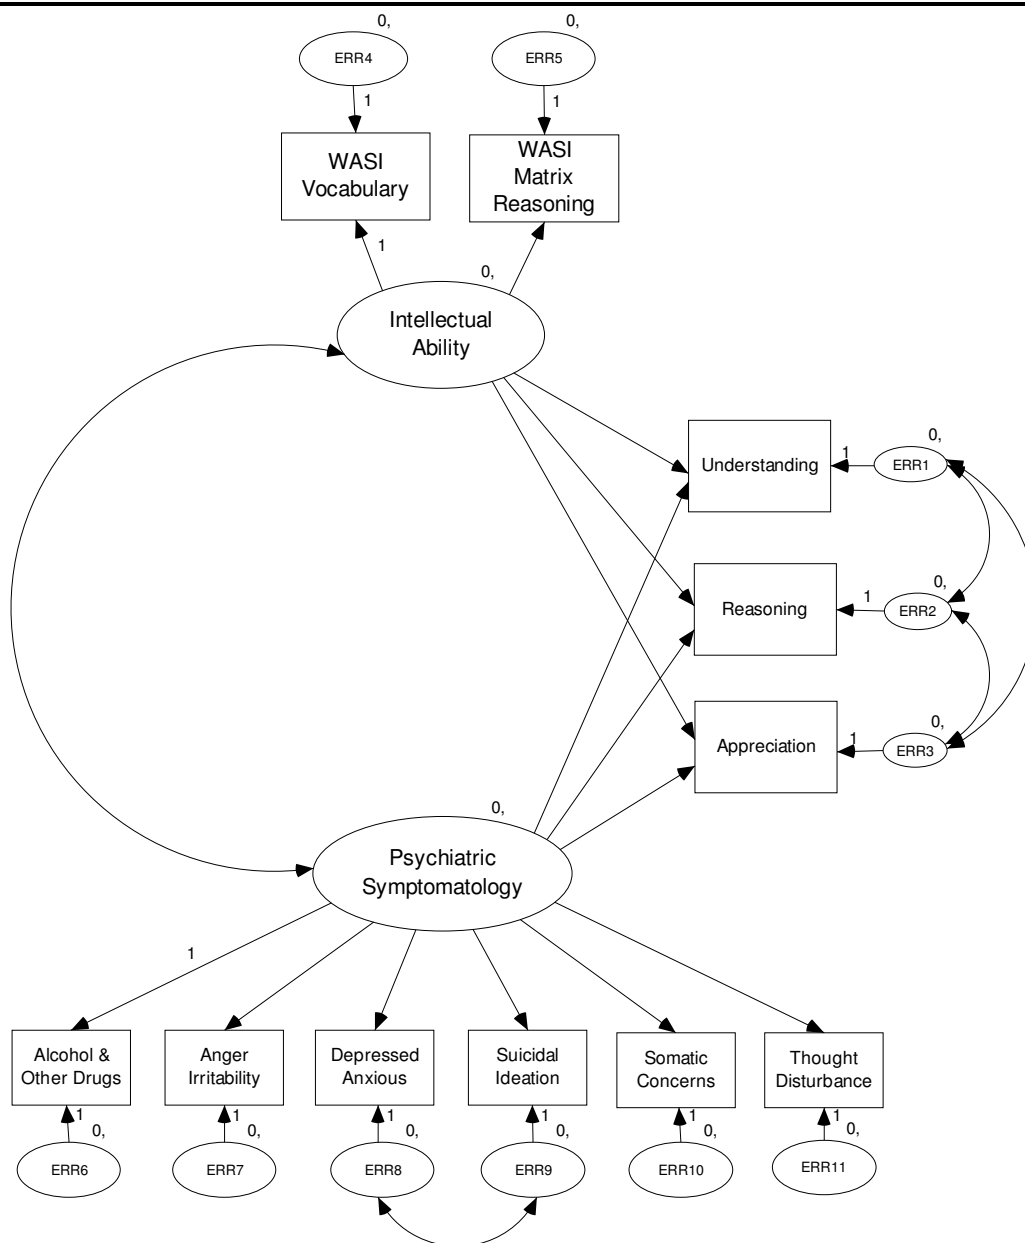 0,
0,
ERR4
ERR5
1
1
WASI
Vocabulary
WASI
Matrix
Reasoning
1
0,
Intellectual
Ability
0,
Understanding
1
ERR1
0,
Reasoning
1
ERR2
0,
Appreciation
1
ERR3
0,
Psychiatric
Symptomatology
1
Alcohol &
Other Drugs
Anger
Irritability
Depressed
Anxious
Suicidal
Ideation
Somatic
Concerns
Thought
Disturbance
1
0,
1
0,
1
0,
1
0,
1
0,
1
0,
ERR6
ERR7
ERR8
ERR9
ERR10
ERR11